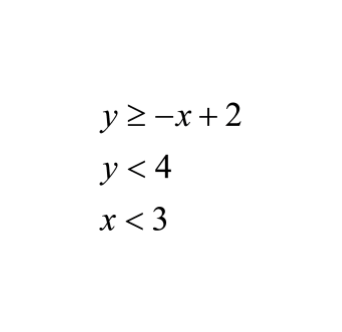 y ≥ −x + 2
y < 4
x < 3